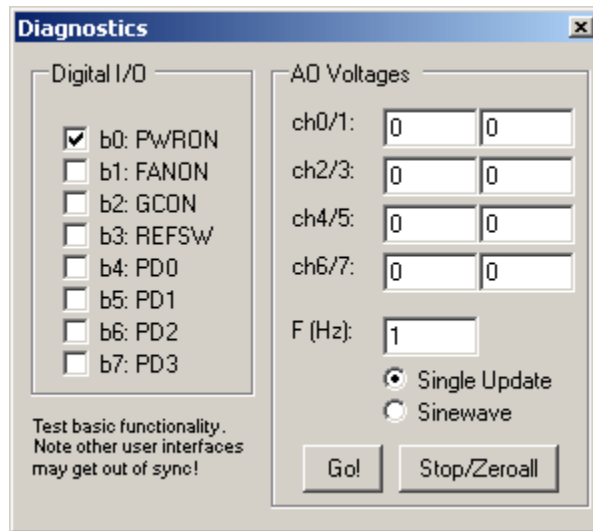 Diagnostics
Digital I/O
b0: PWRON
b1: FANON
b2: GCON
b3: REFSW
b4: PD0
b5: PD1
b6: PD2
b7: PD3
Test basic functionality.
Note other user interfaces
may get out of sync!
AO Voltages
ch0/1: 0 0
ch2/3: 0 0
ch4/5: 0 0
ch6/7: 0 0
F (Hz): 1
Single Update
Sinewave
Go! Stop/Zeroall